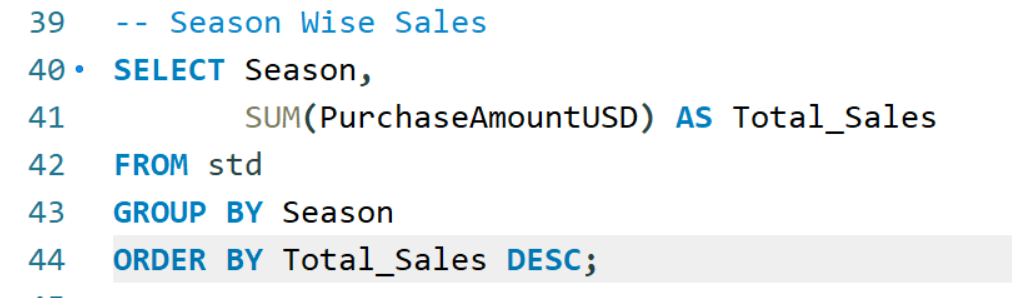 39 -- Season Wise Sales
40 • SELECT Season,
41 SUM(PurchaseAmountUSD) AS Total_Sales
42 FROM std
43 GROUP BY Season
44 ORDER BY Total_Sales DESC;